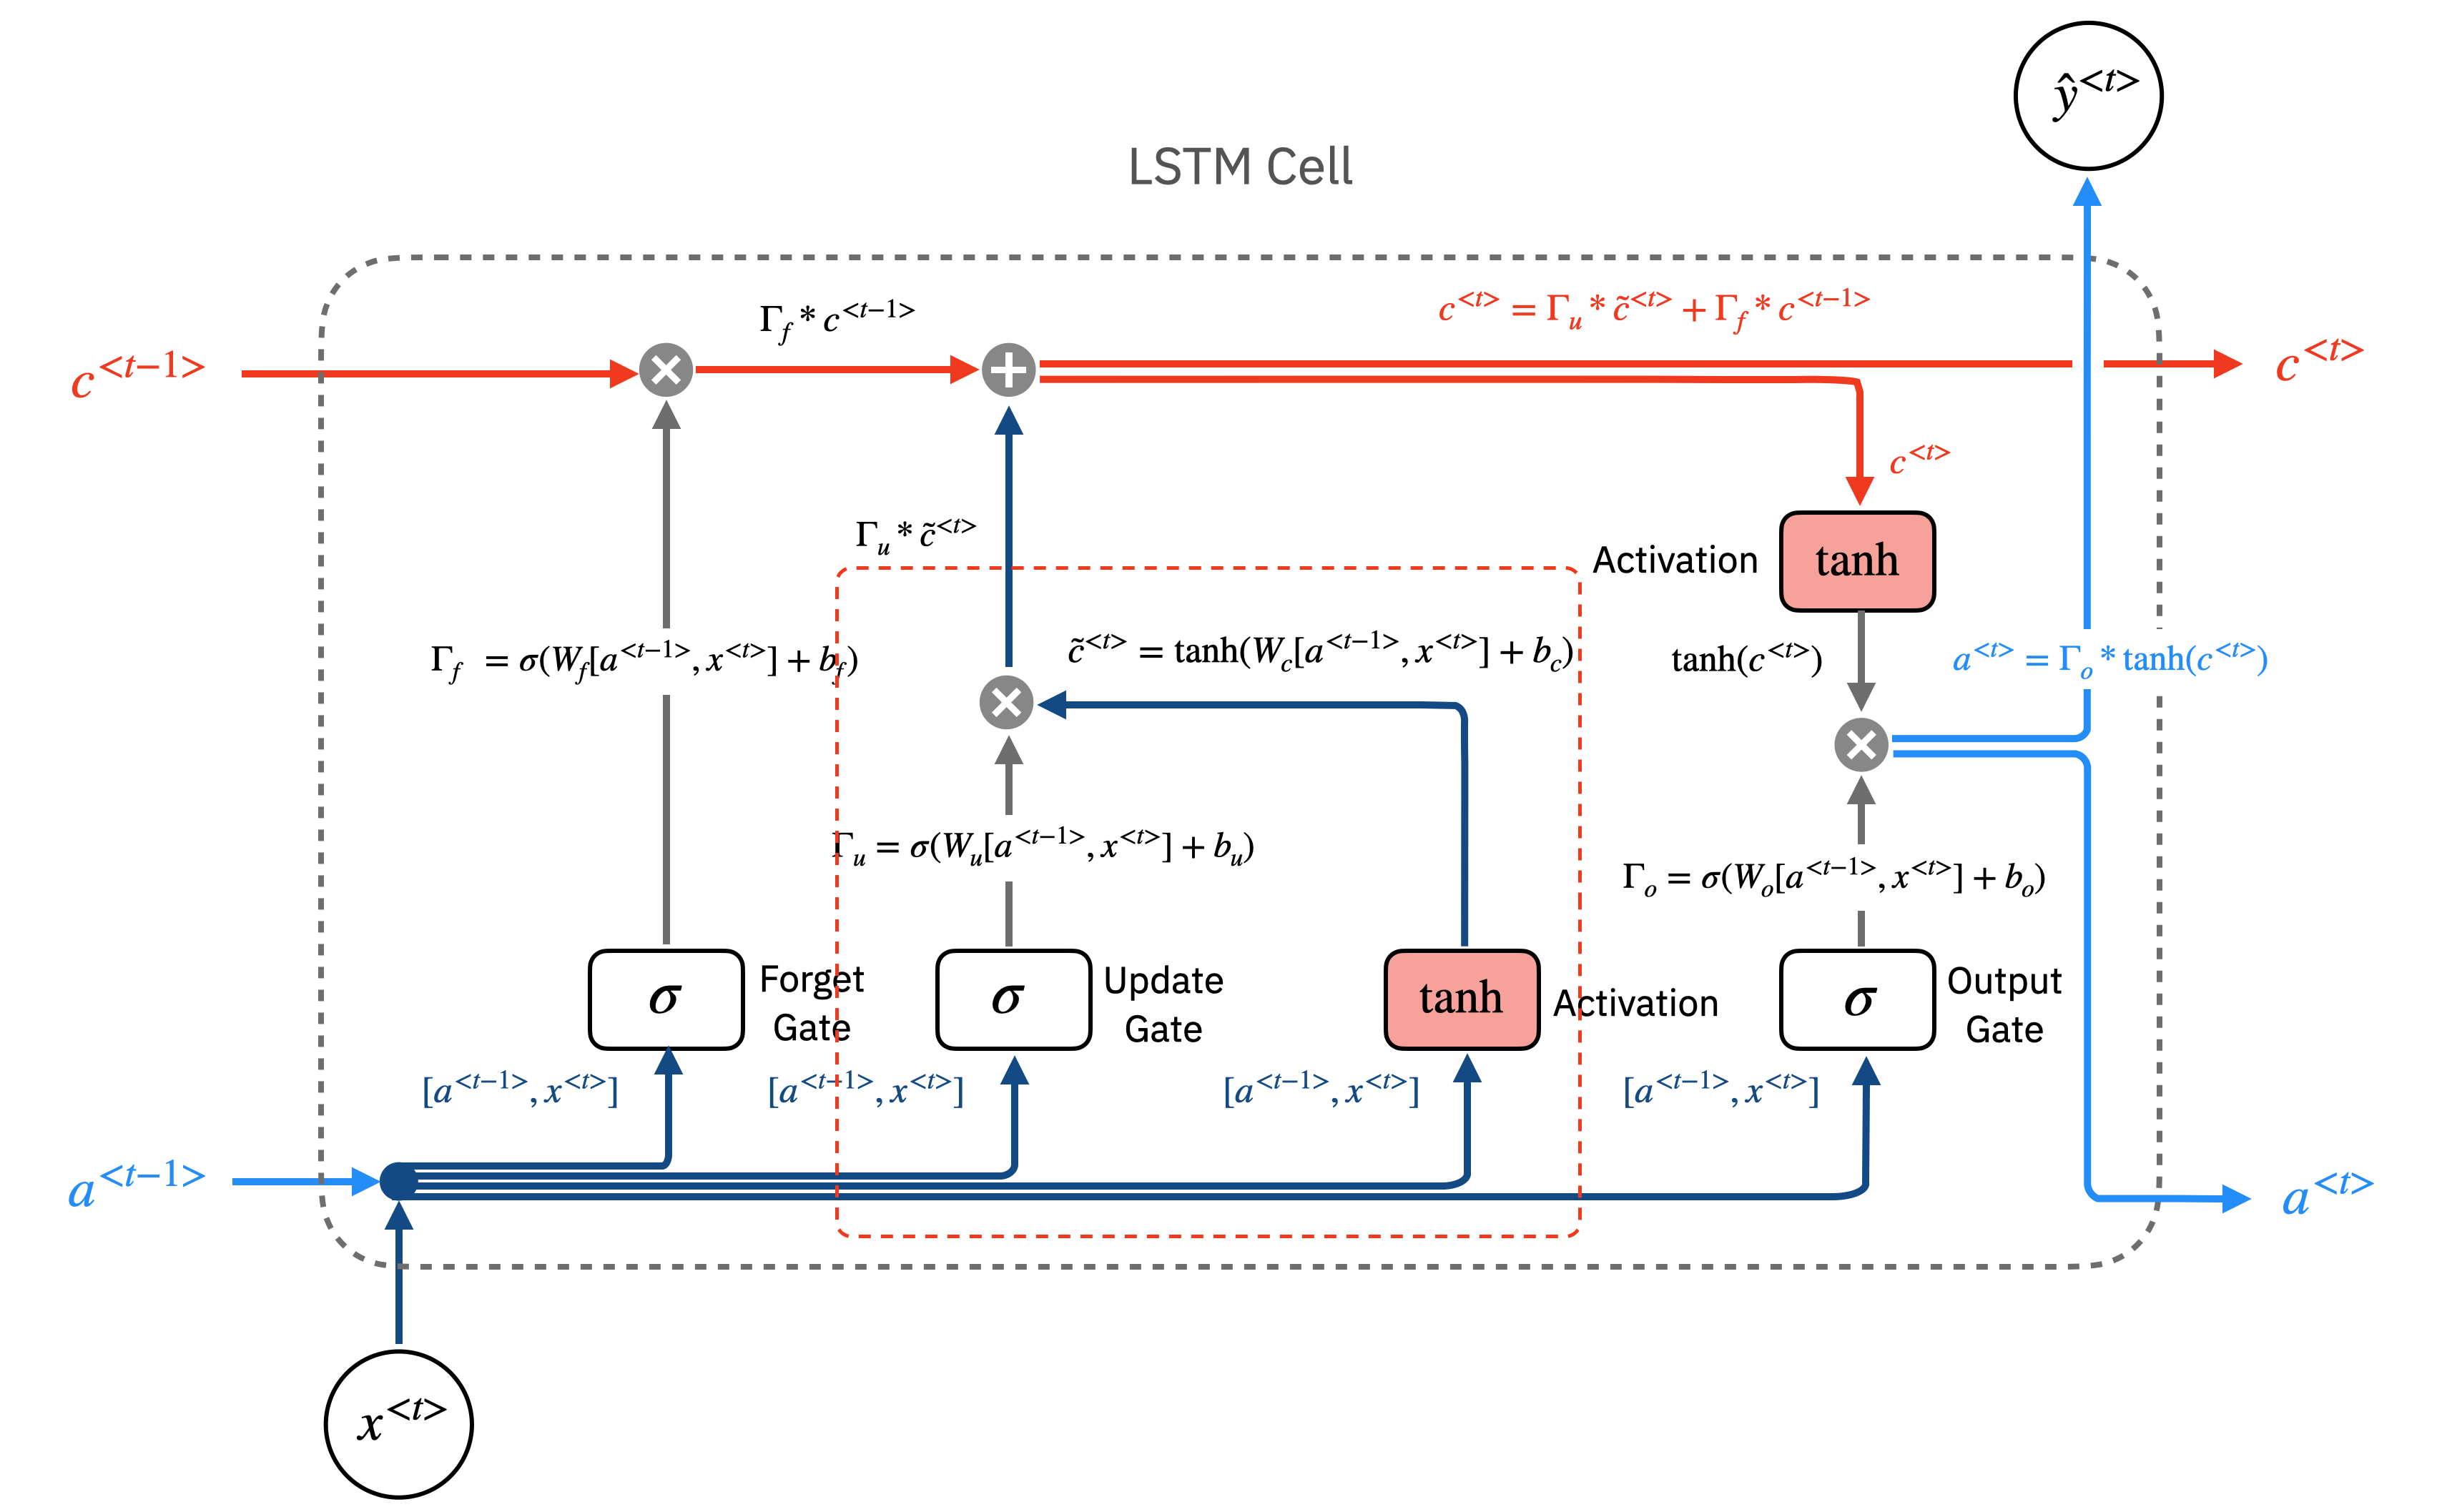 ŷ<t>
LSTM Cell
Γf * c<t−1>
c<t> = Γu * c̃<t> + Γf * c<t−1>
c<t−1>
c<t>
c<t>
Γu * c̃<t>
Activation
tanh
Γf = σ(Wf[a<t−1>, x<t>] + bf)
c̃<t> = tanh(Wc[a<t−1>, x<t>] + bc)
tanh(c<t>)
a<t> = Γo * tanh(c<t>)
Γu = σ(Wu[a<t−1>, x<t>] + bu)
Γo = σ(Wo[a<t−1>, x<t>] + bo)
σ
Forget
Gate
σ
Update
Gate
tanh
Activation
σ
Output
Gate
[a<t−1>, x<t>]
[a<t−1>, x<t>]
[a<t−1>, x<t>]
[a<t−1>, x<t>]
a<t−1>
a<t>
x<t>